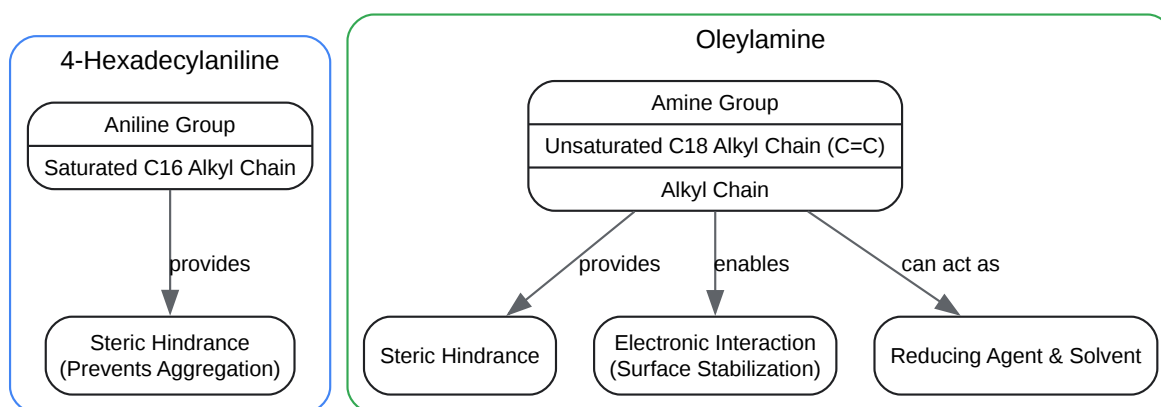 4-Hexadecylaniline
Aniline Group
Saturated C16 Alkyl Chain
provides
Steric Hindrance
(Prevents Aggregation)
Oleylamine
Amine Group
Unsaturated C18 Alkyl Chain (C=C)
Alkyl Chain
provides
enables
can act as
Steric Hindrance
Electronic Interaction
(Surface Stabilization)
Reducing Agent & Solvent